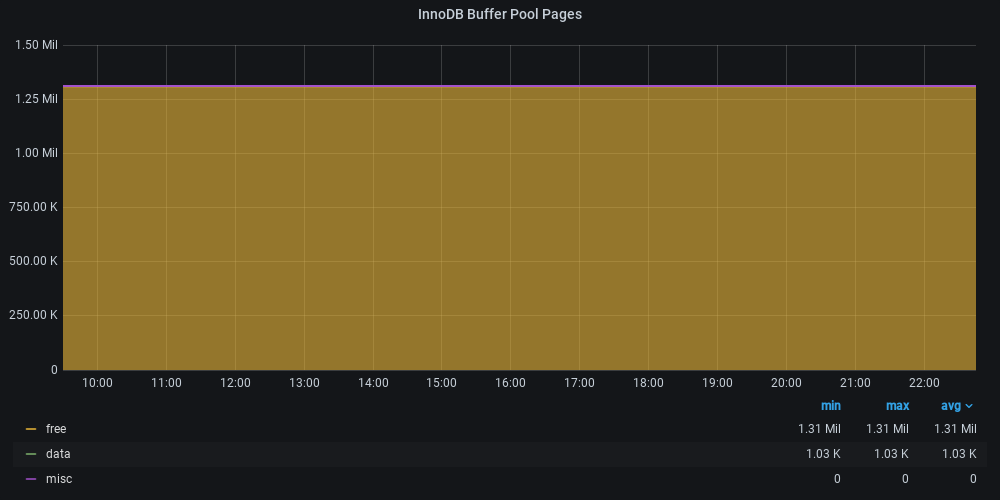 InnoDB Buffer Pool Pages
1.50 Mil
1.25 Mil
1.00 Mil
750.00 K
500.00 K
250.00 K
0
10:00 11:00 12:00 13:00 14:00 15:00 16:00 17:00 18:00 19:00 20:00 21:00 22:00
min max avg
free 1.31 Mil 1.31 Mil 1.31 Mil
data 1.03 K 1.03 K 1.03 K
misc 0 0 0